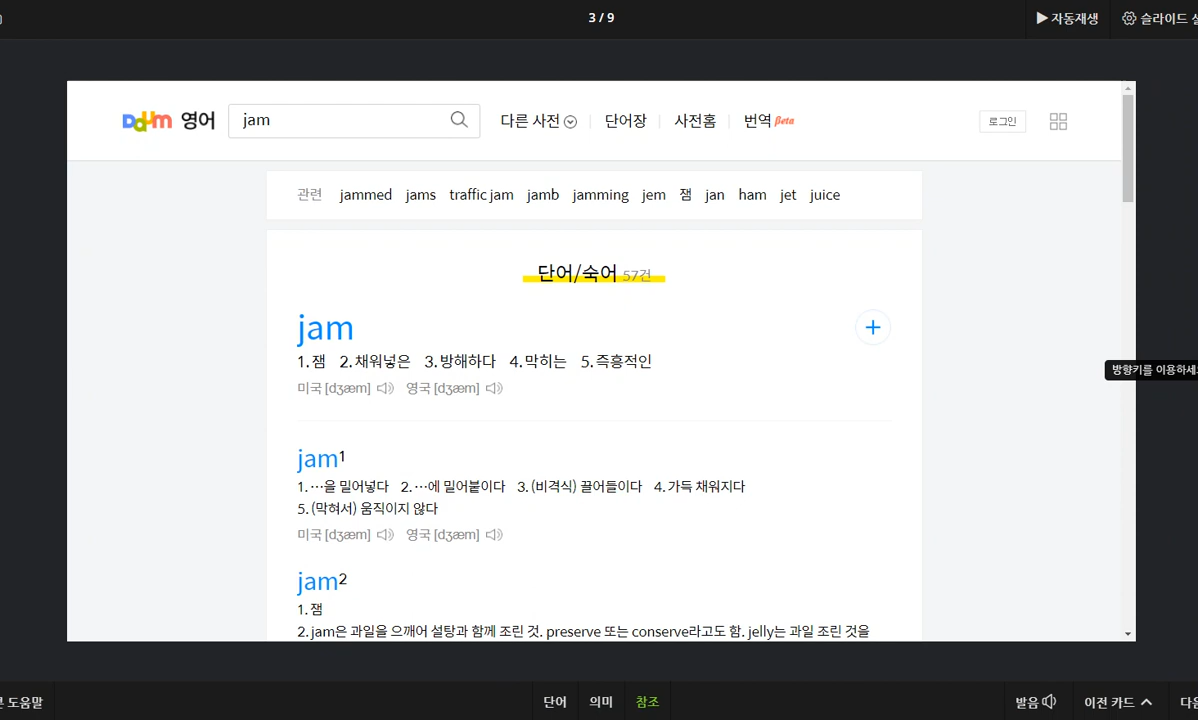 3 / 9
자동재생
슬라이드
Daum 영어
jam
다른 사전
단어장
사전홈
번역 Beta
로그인
관련 jammed jams traffic jam jamb jamming jem 잼 jan ham jet juice
단어/숙어 57건
jam
1. 잼 2. 채워넣은 3. 방해하다 4. 막히는 5. 즉흥적인
미국 [dʒæm] 영국 [dʒæm]
방향키를 이용하세
jam1
1. …을 밀어넣다 2. …에 밀어붙이다 3. (비격식) 끌어들이다 4. 가득 채워지다
5. (막혀서) 움직이지 않다
미국 [dʒæm] 영국 [dʒæm]
jam2
1. 잼
2. jam은 과일을 으깨어 설탕과 함께 조린 것. preserve 또는 conserve라고도 함. jelly는 과일 조린 것을
도움말
단어
의미
참조
발음
이전 카드